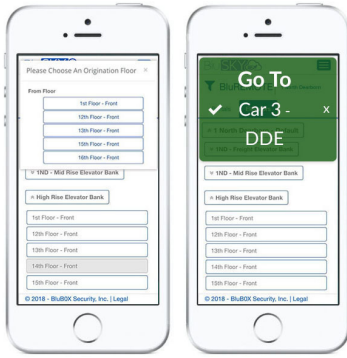 Please Choose An Origination Floor ×
From Floor
1st Floor - Front
12th Floor - Front
13th Floor - Front
15th Floor - Front
16th Floor - Front
1ND - Mid Rise Elevator Bank
High Rise Elevator Bank
1st Floor - Front
12th Floor - Front
13th Floor - Front
14th Floor - Front
15th Floor - Front
© 2018 - BluB0X Security, Inc. | Legal
BluREMOTE
Go To
Car 3 - x
DDE
1ND - Mid Rise Elevator Bank
High Rise Elevator Bank
1st Floor - Front
12th Floor - Front
13th Floor - Front
14th Floor - Front
15th Floor - Front
© 2018 - BluB0X Security, Inc. | Legal